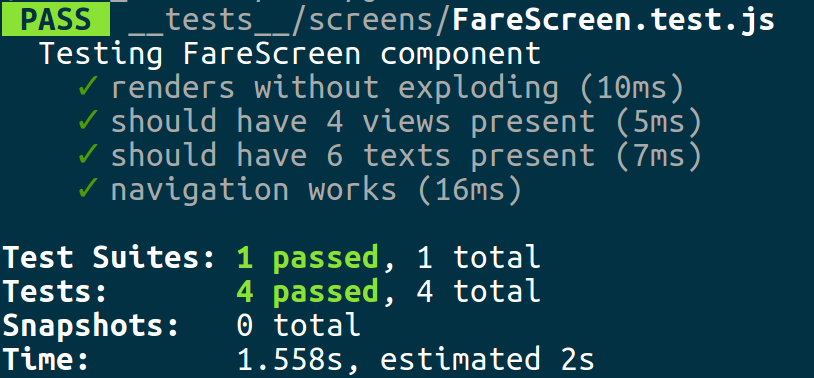 PASS __tests__/screens/FareScreen.test.js
Testing FareScreen component
✓ renders without exploding (10ms)
✓ should have 4 views present (5ms)
✓ should have 6 texts present (7ms)
✓ navigation works (16ms)
Test Suites: 1 passed, 1 total
Tests: 4 passed, 4 total
Snapshots: 0 total
Time: 1.558s, estimated 2s